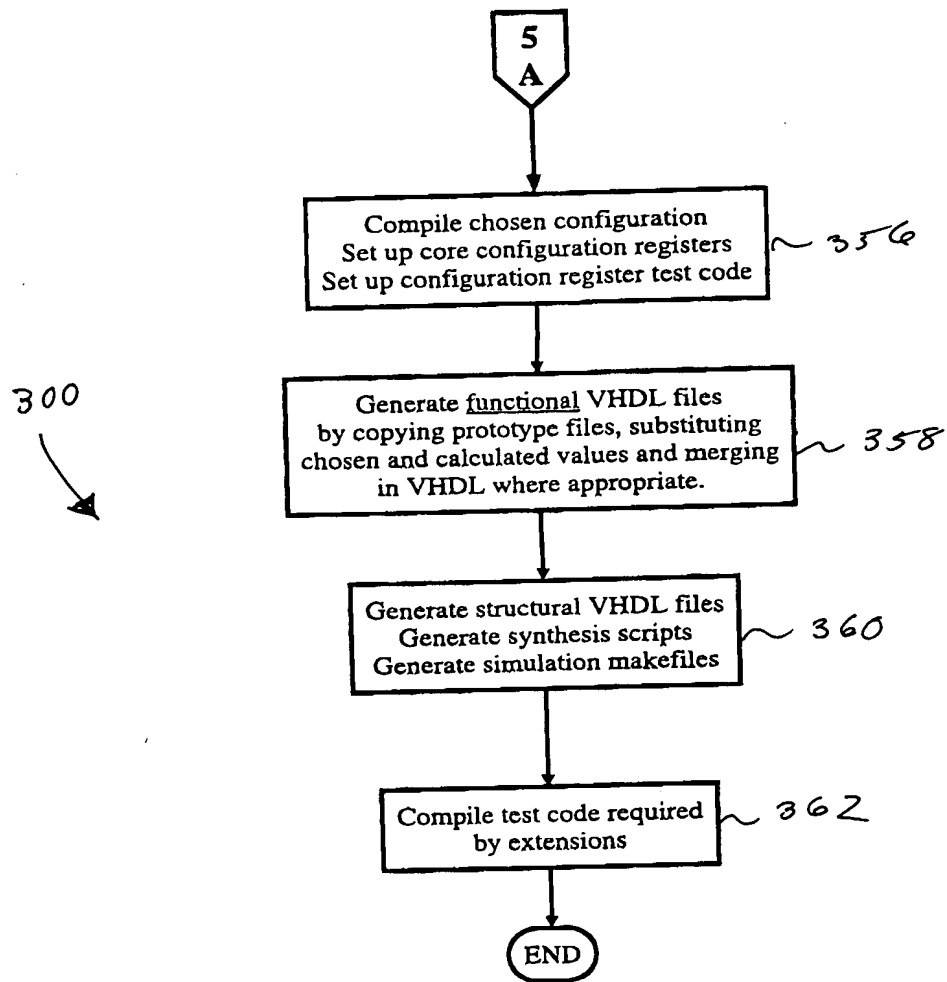 5
A
Compile chosen configuration
Set up core configuration registers
Set up configuration register test code
356
300
Generate functional VHDL files
by copying prototype files, substituting
chosen and calculated values and merging
in VHDL where appropriate.
358
Generate structural VHDL files
Generate synthesis scripts
Generate simulation makefiles
360
Compile test code required
by extensions
362
END